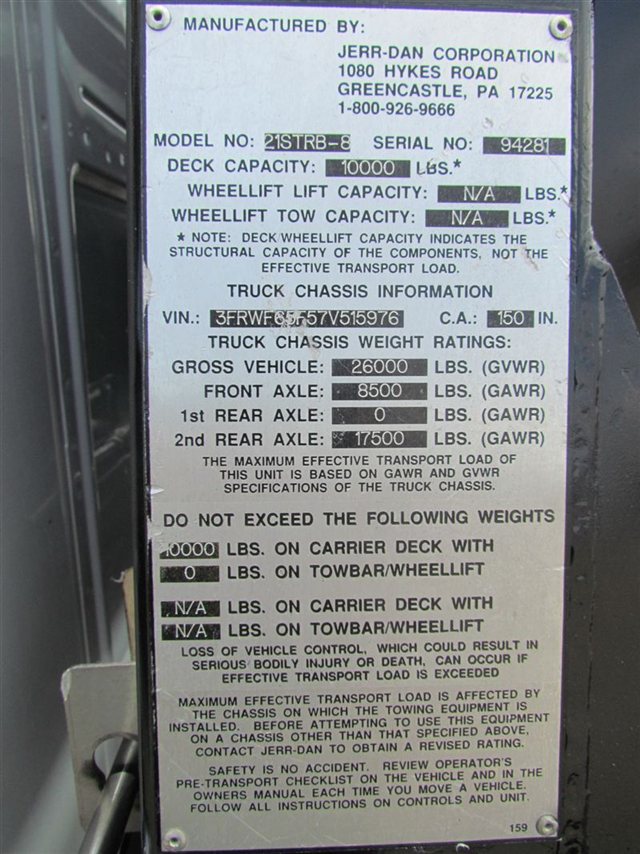 MANUFACTURED BY:
JERR-DAN CORPORATION
1080 HYKES ROAD
GREENCASTLE, PA 17225
1-800-926-9666
MODEL NO: 21STRB-8 SERIAL NO: 94281
DECK CAPACITY: 10000 LBS.*
WHEELLIFT LIFT CAPACITY: N/A LBS.*
WHEELLIFT TOW CAPACITY: N/A LBS.*
* NOTE: DECK/WHEELLIFT CAPACITY INDICATES THE
STRUCTURAL CAPACITY OF THE COMPONENTS, NOT THE
EFFECTIVE TRANSPORT LOAD.
TRUCK CHASSIS INFORMATION
VIN.: 3FRWF65F57V515976 C.A.: 150 IN.
TRUCK CHASSIS WEIGHT RATINGS:
GROSS VEHICLE: 26000 LBS. (GVWR)
FRONT AXLE: 8500 LBS. (GAWR)
1st REAR AXLE: 0 LBS. (GAWR)
2nd REAR AXLE: 17500 LBS. (GAWR)
THE MAXIMUM EFFECTIVE TRANSPORT LOAD OF
THIS UNIT IS BASED ON GAWR AND GVWR
SPECIFICATIONS OF THE TRUCK CHASSIS.
DO NOT EXCEED THE FOLLOWING WEIGHTS
10000 LBS. ON CARRIER DECK WITH
0 LBS. ON TOWBAR/WHEELLIFT
N/A LBS. ON CARRIER DECK WITH
N/A LBS. ON TOWBAR/WHEELLIFT
LOSS OF VEHICLE CONTROL, WHICH COULD RESULT IN
SERIOUS BODILY INJURY OR DEATH, CAN OCCUR IF
EFFECTIVE TRANSPORT LOAD IS EXCEEDED
MAXIMUM EFFECTIVE TRANSPORT LOAD IS AFFECTED BY
THE CHASSIS ON WHICH THE TOWING EQUIPMENT IS
INSTALLED. BEFORE ATTEMPTING TO USE THIS EQUIPMENT
ON A CHASSIS OTHER THAN THAT SPECIFIED ABOVE,
CONTACT JERR-DAN TO OBTAIN A REVISED RATING.
SAFETY IS NO ACCIDENT. REVIEW OPERATOR'S
PRE-TRANSPORT CHECKLIST ON THE VEHICLE AND IN THE
OWNERS MANUAL EACH TIME YOU MOVE A VEHICLE.
FOLLOW ALL INSTRUCTIONS ON CONTROLS AND UNIT.
159